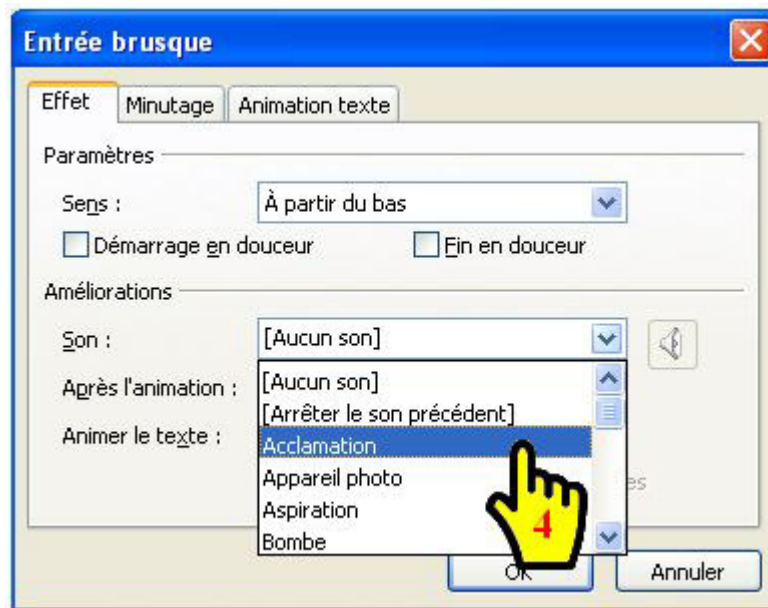 Entrée brusque
Effet Minutage Animation texte
Paramètres
Sens : À partir du bas
Démarrage en douceur Fin en douceur
Améliorations
Son : [Aucun son]
Après l'animation : [Aucun son]
[Arrêter le son précédent]
Animer le texte : Acclamation
Appareil photo
Aspiration
4
Bombe
OK Annuler